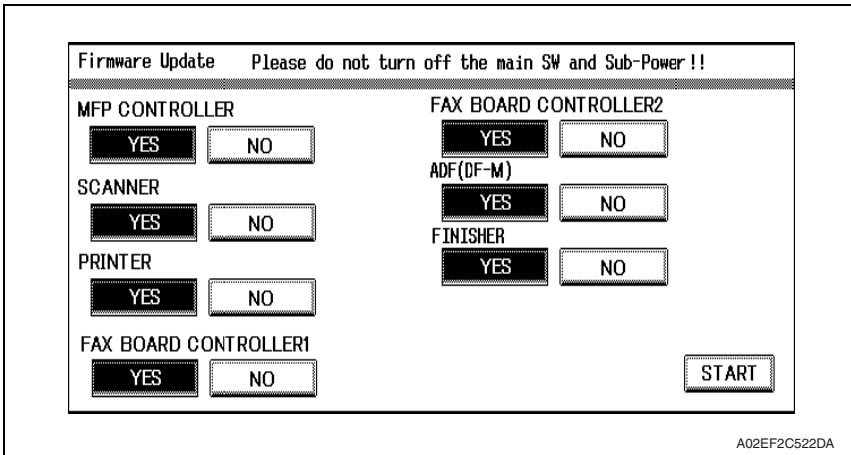 Firmware Update Please do not turn off the main SW and Sub-Power!!
MFP CONTROLLER
YES NO
SCANNER
YES NO
PRINTER
YES NO
FAX BOARD CONTROLLER1
YES NO
FAX BOARD CONTROLLER2
YES NO
ADF(DF-M)
YES NO
FINISHER
YES NO
START
A02EF2C522DA